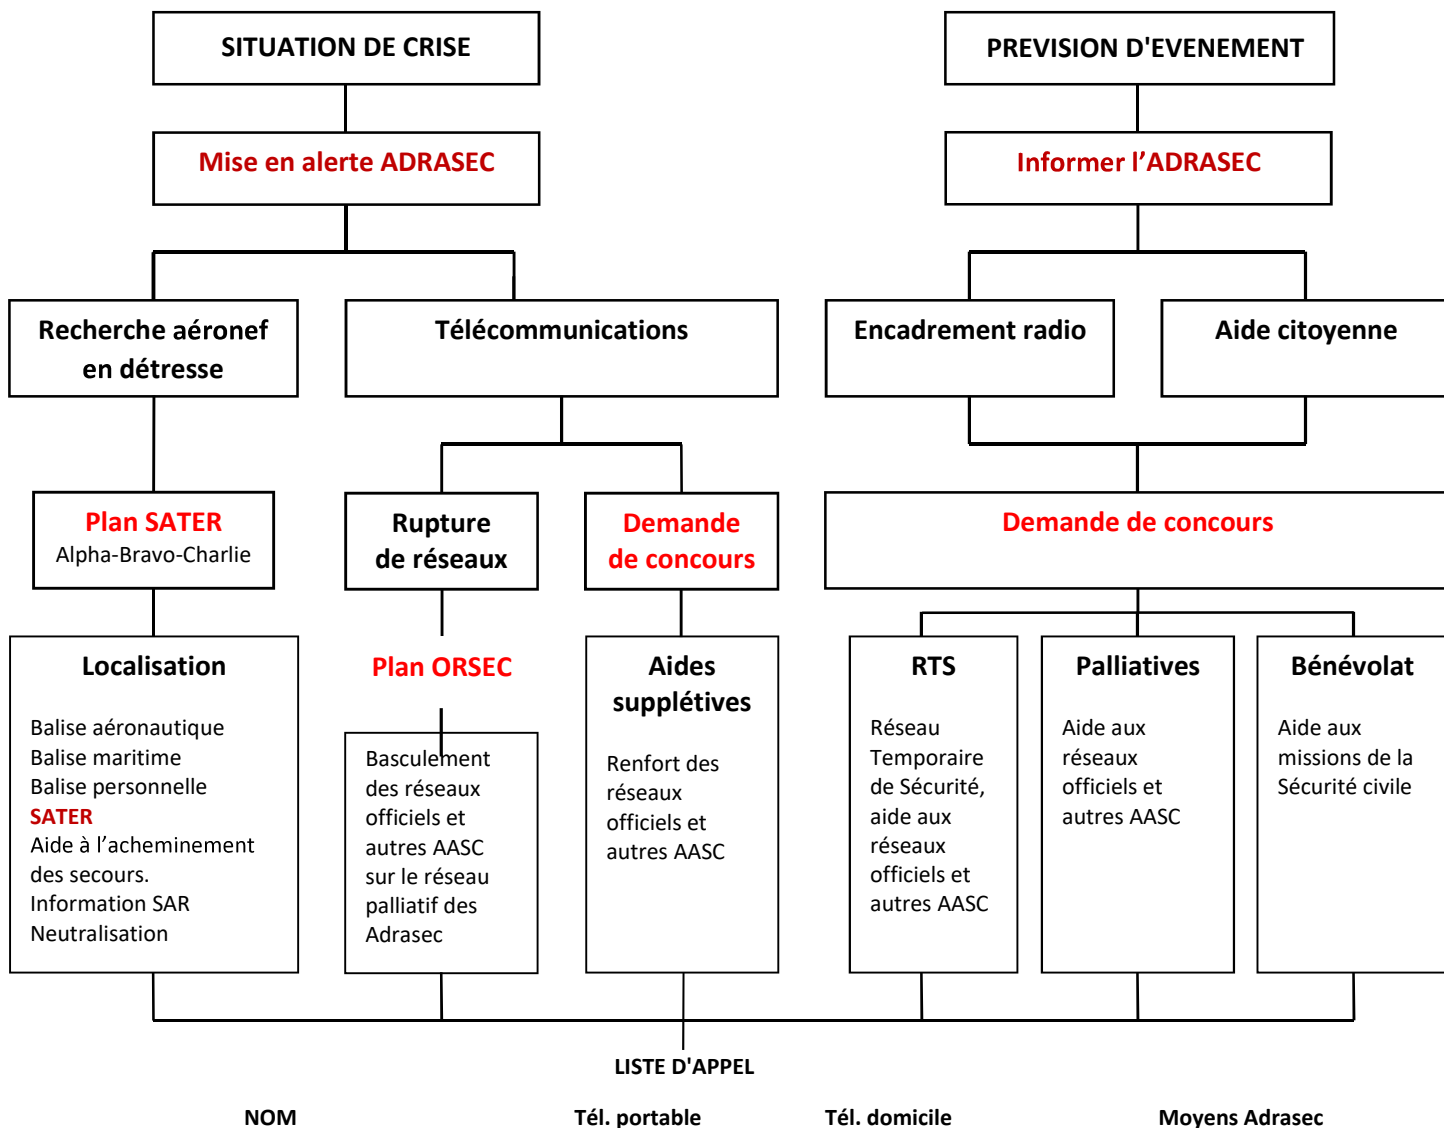 SITUATION DE CRISE
PREVISION D'EVENEMENT
Mise en alerte ADRASEC
Informer l'ADRASEC
Recherche aéronef
en détresse
Télécommunications
Encadrement radio
Aide citoyenne
Plan SATER
Alpha-Bravo-Charlie
Rupture
de réseaux
Demande
de concours
Demande de concours
Localisation
Balise aéronautique
Balise maritime
Balise personnelle
SATER
Aide à l'acheminement
des secours.
Information SAR
Neutralisation
Plan ORSEC
Basculement
des réseaux
officiels et
autres AASC
sur le réseau
palliatif des
Adrasec
Aides
supplétives
Renfort des
réseaux
officiels et
autres AASC
RTS
Réseau
Temporaire
de Sécurité,
aide aux
réseaux
officiels et
autres AASC
Palliatives
Aide aux
réseaux
officiels et
autres AASC
Bénévolat
Aide aux
missions de la
Sécurité civile
LISTE D'APPEL
NOM Tél. portable Tél. domicile Moyens Adrasec